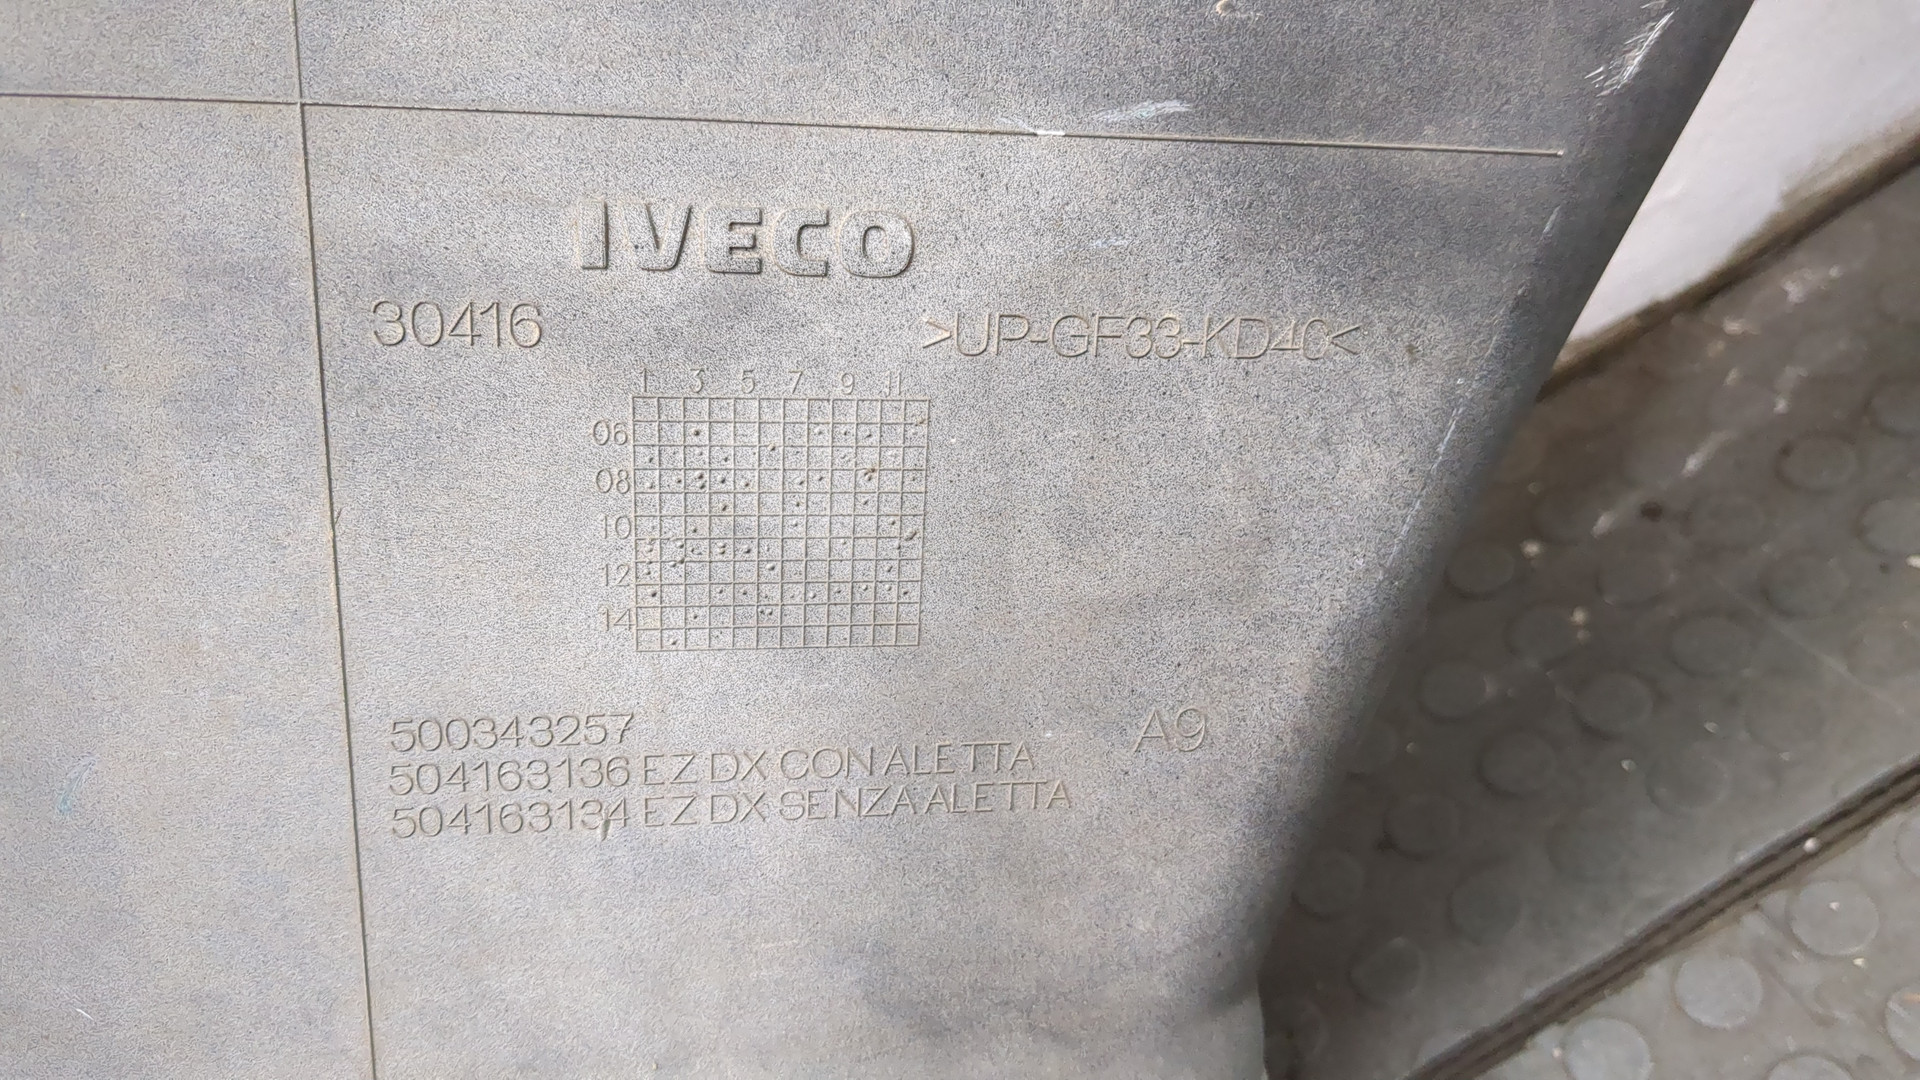 IVECO
30416 >UP-GF33-KD40<
1 3 5 7 9 11
06
08
10
12
14
500343257 A9
504163136 EZ DX CON ALETTA
504163134 EZ DX SENZA ALETTA